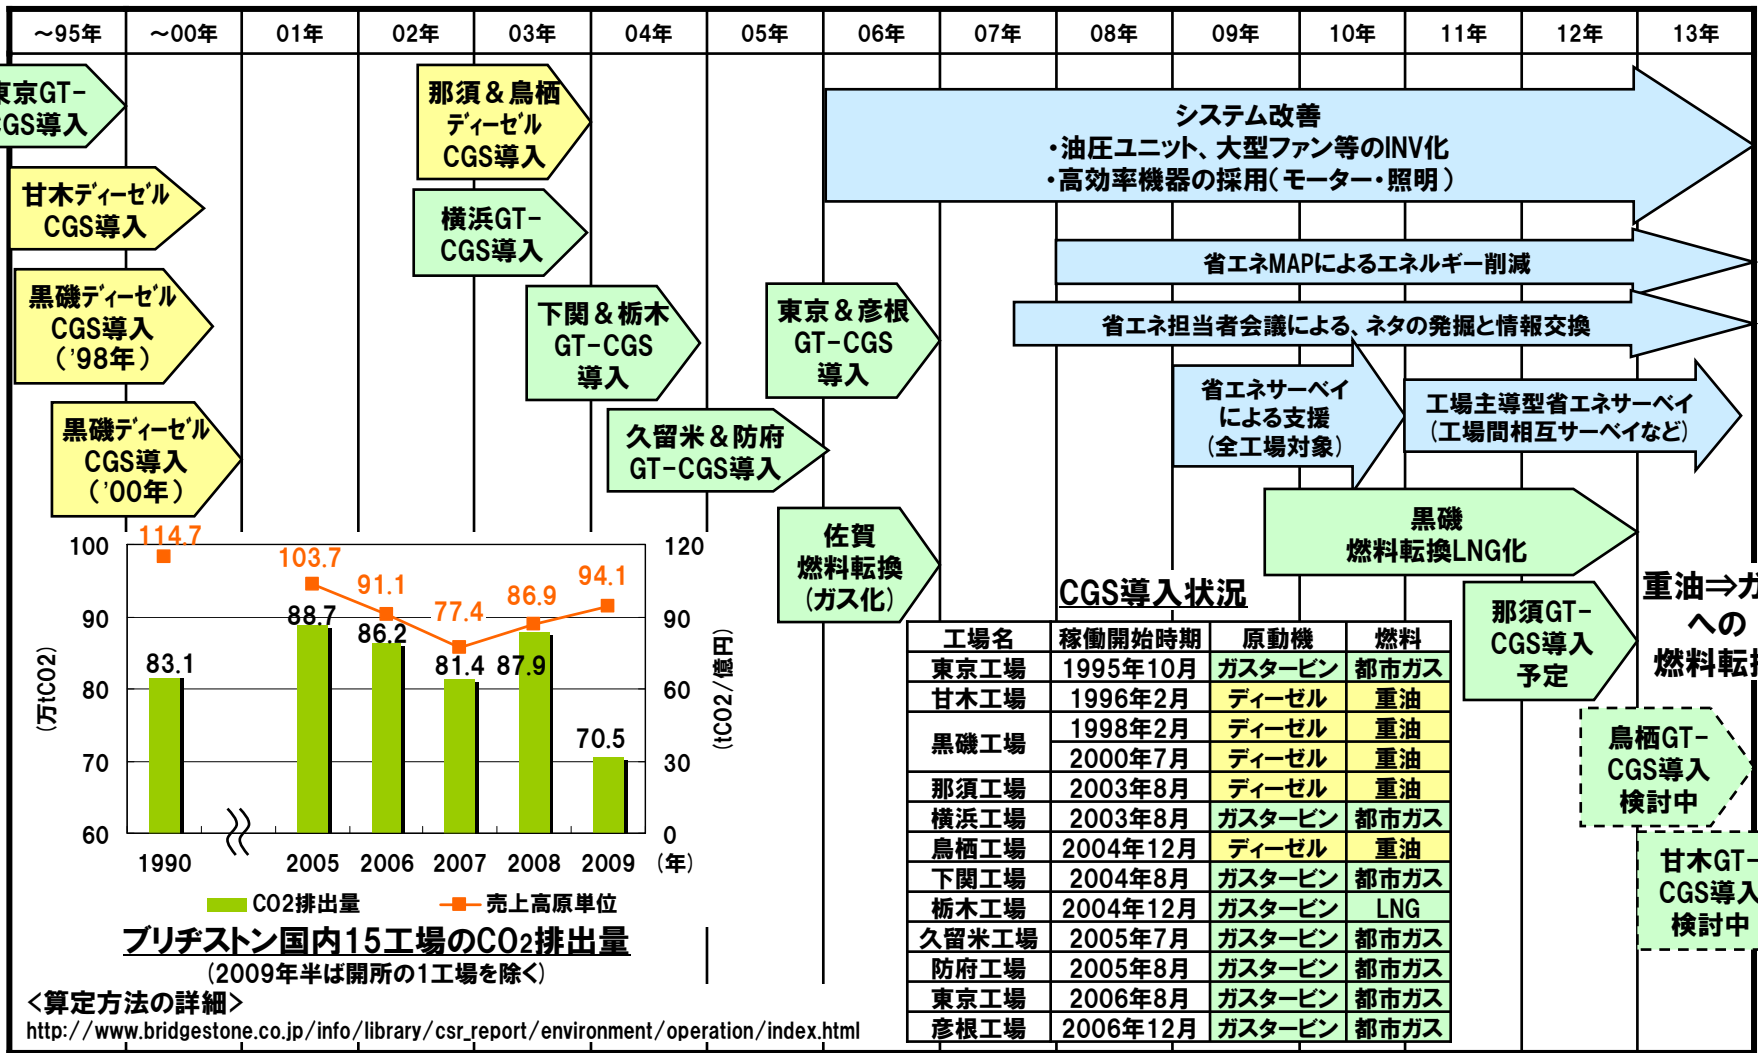 ～95年 ～00年 01年 02年 03年 04年 05年 06年 07年 08年 09年 10年 11年 12年 13年
東京GT-
CGS導入
甘木ディーゼル
CGS導入
黒磯ディーゼル
CGS導入
（'98年）
黒磯ディーゼル
CGS導入
（'00年）
那須＆鳥栖
ディーゼル
CGS導入
横浜GT-
CGS導入
下関＆栃木
GT-CGS
導入
久留米＆防府
GT-CGS導入
東京＆彦根
GT-CGS
導入
佐賀
燃料転換
(ガス化)
システム改善
・油圧ユニット、大型ファン等のINV化
・高効率機器の採用（モーター・照明）
省エネMAPによるエネルギー削減
省エネ担当者会議による、ネタの発掘と情報交換
省エネサーベイ
による支援
(全工場対象)
工場主導型省エネサーベイ
(工場間相互サーベイなど)
黒磯
燃料転換LNG化
那須GT-
CGS導入
予定
重油⇒ガ
への
燃料転換
鳥栖GT-
CGS導入
検討中
甘木GT-
CGS導入
検討中
100
90
80
70
60
(万tCO2)
120
90
60
30
0
(tCO2/億円)
114.7
103.7
91.1
77.4
86.9
94.1
83.1
88.7
86.2
81.4
87.9
70.5
1990 2005 2006 2007 2008 2009 (年)
CO2排出量 売上高原単位
ブリヂストン国内15工場のCO2排出量
(2009年半ば開所の1工場を除く)
<算定方法の詳細>
http://www.bridgestone.co.jp/info/library/csr_report/environment/operation/index.html
CGS導入状況
工場名 稼働開始時期 原動機 燃料
東京工場 1995年10月 ガスタービン 都市ガス
甘木工場 1996年2月 ディーゼル 重油
黒磯工場 1998年2月 ディーゼル 重油
2000年7月 ディーゼル 重油
那須工場 2003年8月 ディーゼル 重油
横浜工場 2003年8月 ガスタービン 都市ガス
鳥栖工場 2004年12月 ディーゼル 重油
下関工場 2004年8月 ガスタービン 都市ガス
栃木工場 2004年12月 ガスタービン LNG
久留米工場 2005年7月 ガスタービン 都市ガス
防府工場 2005年8月 ガスタービン 都市ガス
東京工場 2006年8月 ガスタービン 都市ガス
彦根工場 2006年12月 ガスタービン 都市ガス